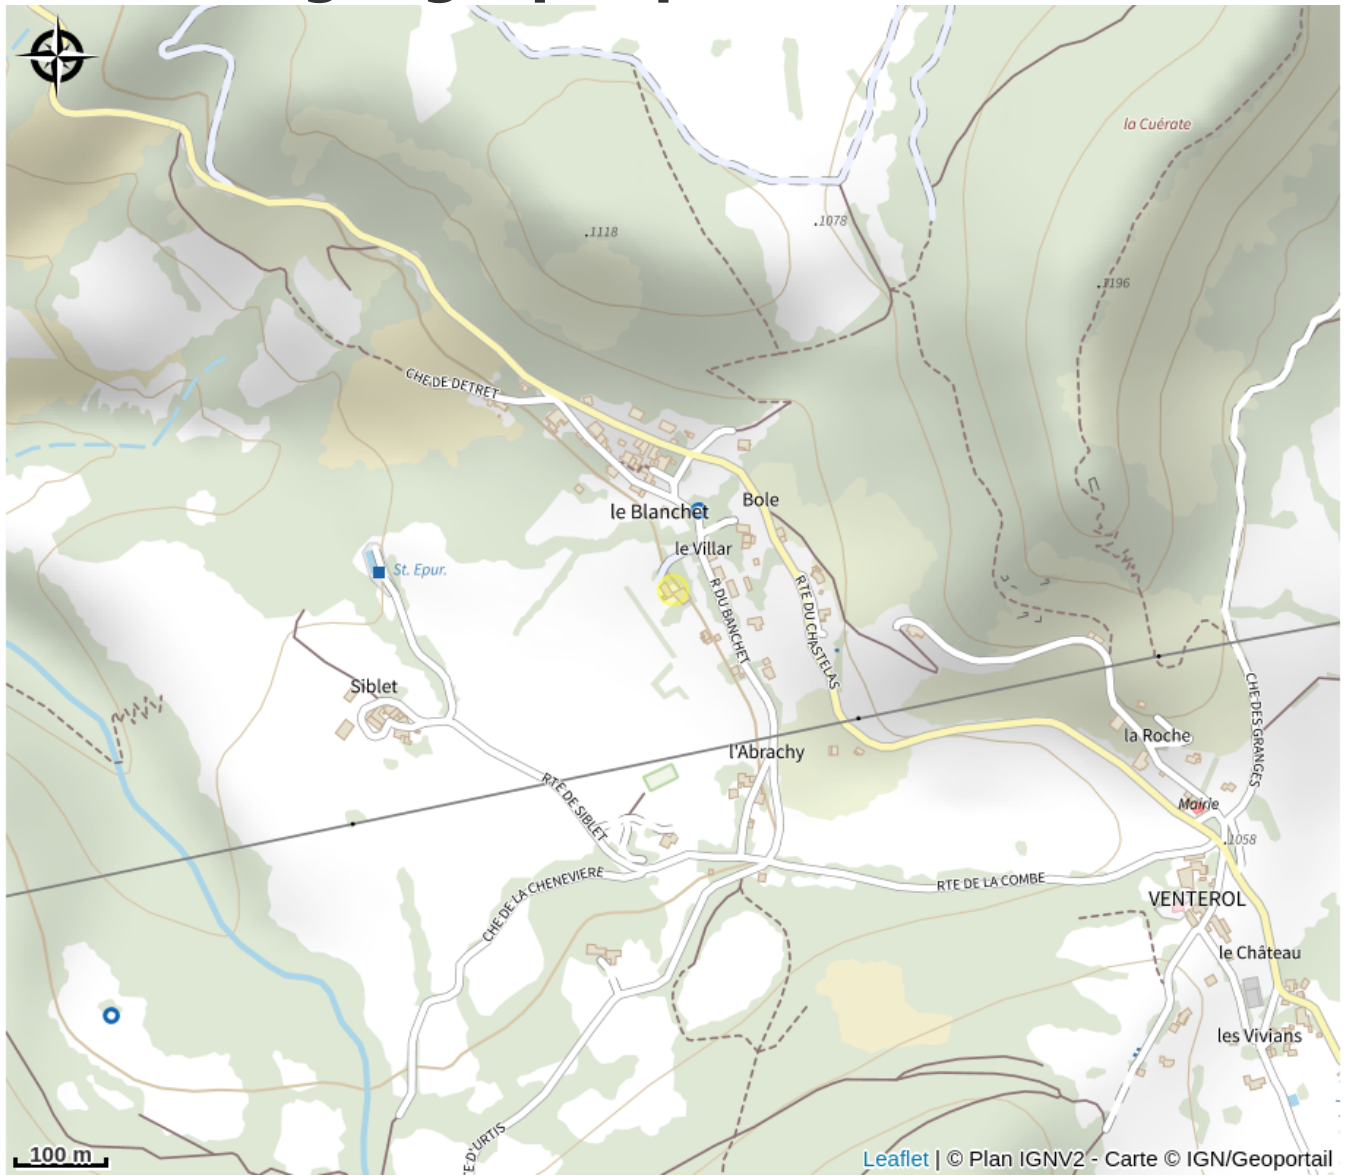 la Cuérate
.1078
.1118
.1196
CHE DE DETRET
Bole
le Blanchet
le Villar
St. Epur.
R DU BANCHET
RTE DU CHASTELAS
Siblet
CHE DES GRANGES
la Roche
l'Abrachy
RTE DE SIBLET
Mairie
.1058
CHE DE LA CHENEVIERE
RTE DE LA COMBE
VENTEROL
le Château
les Vivians
E D'URTIS
100 m
Leaflet | © Plan IGNV2 - Carte © IGN/Geoportail